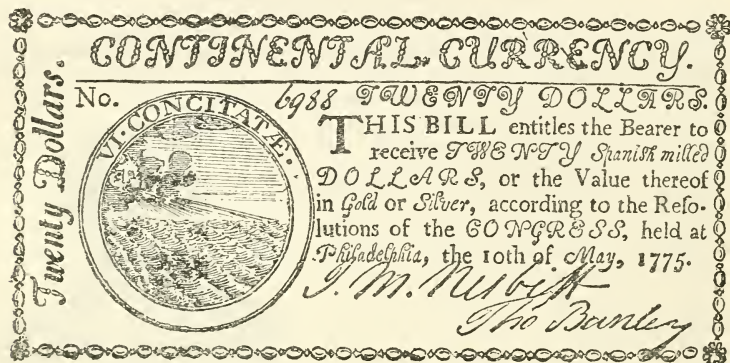 CONTINENTAL CURRENCY.
Twenty Dollars.
No. 6988 TWENTY DOLLARS.
VI CONCITATÆ.
THIS BILL entitles the Bearer to
receive TWENTY Spanish milled
DOLLARS, or the Value thereof
in Gold or Silver, according to the Reſo-
lutions of the CONGRESS, held at
Philadelphia, the 10th of May, 1775.
J. M. Nesbitt
Tho Barclay